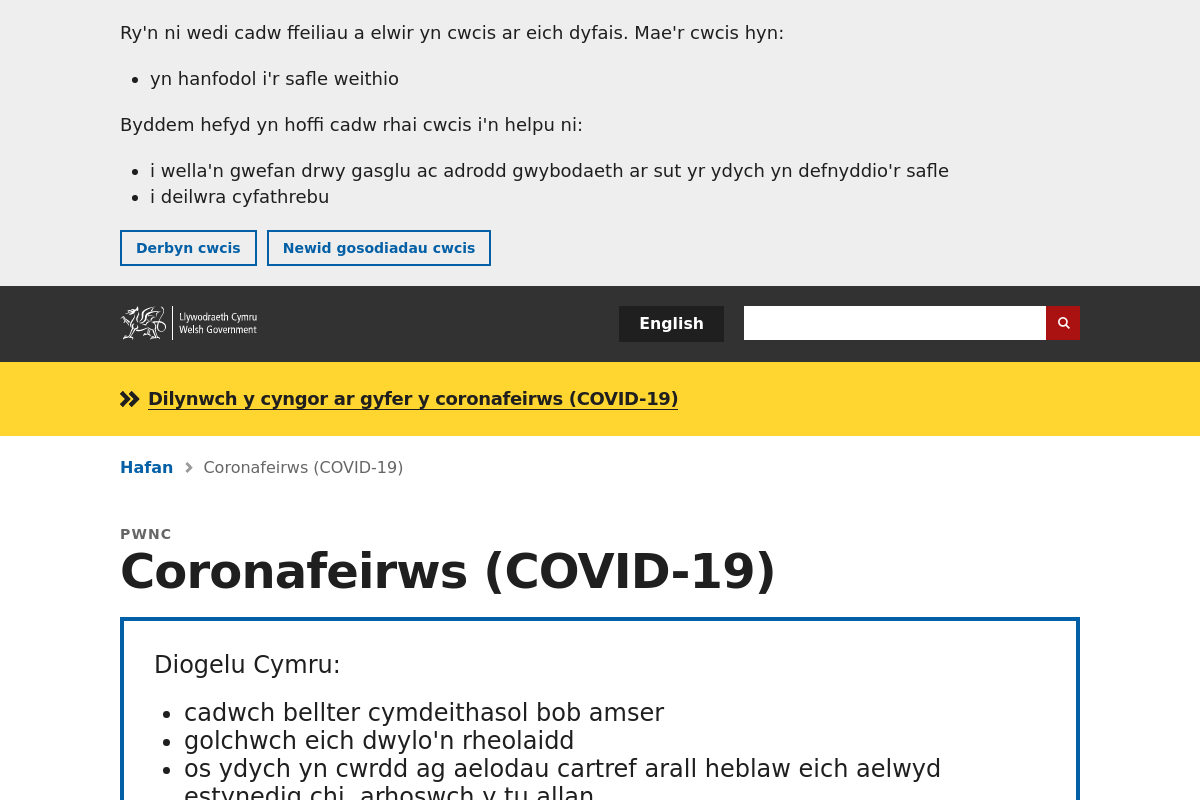 Ry'n ni wedi cadw ffeiliau a elwir yn cwcis ar eich dyfais. Mae'r cwcis hyn:
yn hanfodol i'r safle weithio
Byddem hefyd yn hoffi cadw rhai cwcis i'n helpu ni:
i wella'n gwefan drwy gasglu ac adrodd gwybodaeth ar sut yr ydych yn defnyddio'r safle
i deilwra cyfathrebu
Derbyn cwcis
Newid gosodiadau cwcis
Llywodraeth Cymru
Welsh Government
English
Dilynwch y cyngor ar gyfer y coronafeirws (COVID-19)
Hafan
Coronafeirws (COVID-19)
PWNC
Coronafeirws (COVID-19)
Diogelu Cymru:
cadwch bellter cymdeithasol bob amser
golchwch eich dwylo'n rheolaidd
os ydych yn cwrdd ag aelodau cartref arall heblaw eich aelwyd
estynedig chi, arhoswch y tu allan